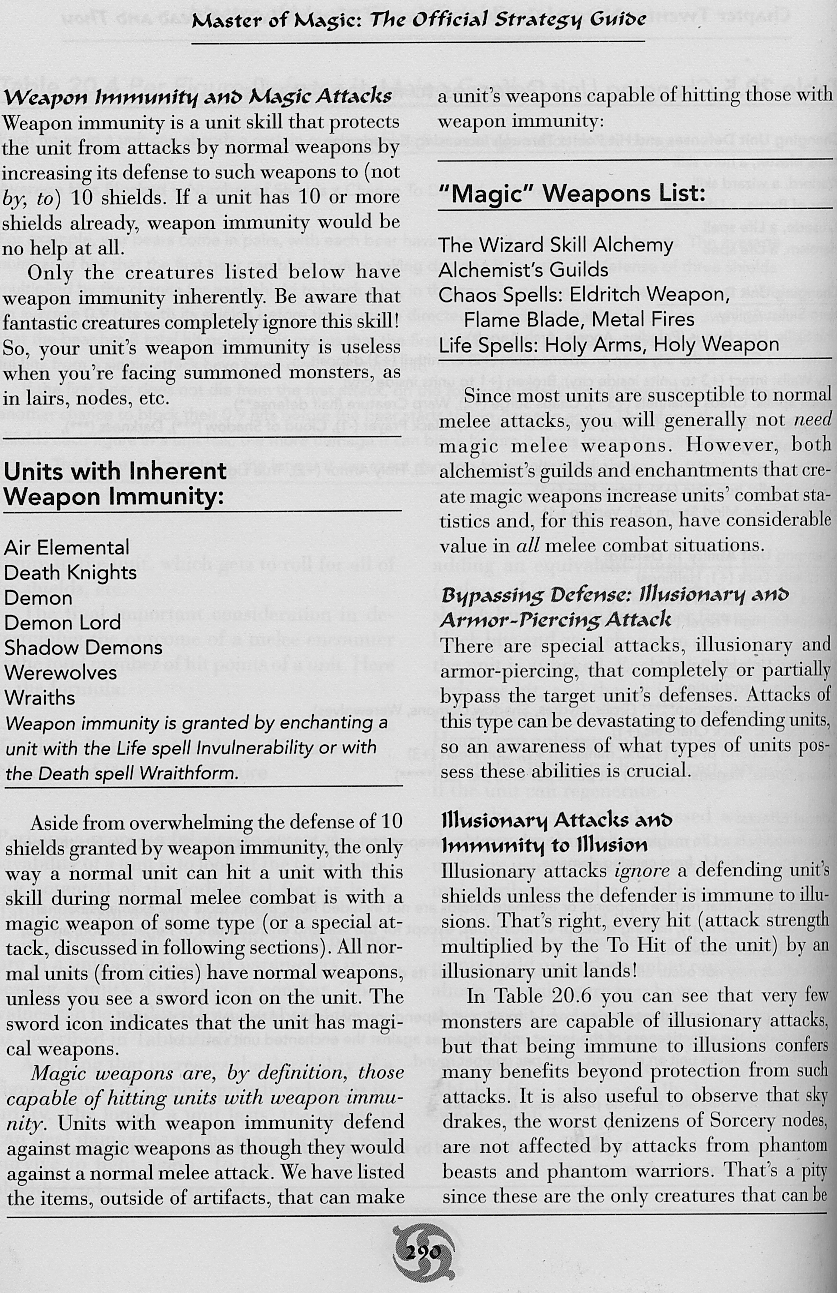 Master of Magic: The Official Strategy Guide
Weapon Immunity and Magic Attacks
Weapon immunity is a unit skill that protects
the unit from attacks by normal weapons by
increasing its defense to such weapons to (not
by, to) 10 shields. If a unit has 10 or more
shields already, weapon immunity would be
no help at all.
Only the creatures listed below have
weapon immunity inherently. Be aware that
fantastic creatures completely ignore this skill!
So, your unit's weapon immunity is useless
when you're facing summoned monsters, as
in lairs, nodes, etc.
Units with Inherent
Weapon Immunity:
Air Elemental
Death Knights
Demon
Demon Lord
Shadow Demons
Werewolves
Wraiths
Weapon immunity is granted by enchanting a
unit with the Life spell Invulnerability or with
the Death spell Wraithform.
Aside from overwhelming the defense of 10
shields granted by weapon immunity, the only
way a normal unit can hit a unit with this
skill during normal melee combat is with a
magic weapon of some type (or a special at-
tack, discussed in following sections). All nor-
mal units (from cities) have normal weapons,
unless you see a sword icon on the unit. The
sword icon indicates that the unit has magi-
cal weapons.
Magic weapons are, by definition, those
capable of hitting units with weapon immu-
nity. Units with weapon immunity defend
against magic weapons as though they would
against a normal melee attack. We have listed
the items, outside of artifacts, that can make
a unit's weapons capable of hitting those with
weapon immunity:
"Magic" Weapons List:
The Wizard Skill Alchemy
Alchemist's Guilds
Chaos Spells: Eldritch Weapon,
Flame Blade, Metal Fires
Life Spells: Holy Arms, Holy Weapon
Since most units are susceptible to normal
melee attacks, you will generally not need
magic melee weapons. However, both
alchemist's guilds and enchantments that cre-
ate magic weapons increase units' combat sta-
tistics and, for this reason, have considerable
value in all melee combat situations.
Bypassing Defense: Illusionary and
Armor-Piercing Attack
There are special attacks, illusionary and
armor-piercing, that completely or partially
bypass the target unit's defenses. Attacks of
this type can be devastating to defending units,
so an awareness of what types of units pos-
sess these abilities is crucial.
Illusionary Attacks and
Immunity to Illusion
Illusionary attacks ignore a defending unit's
shields unless the defender is immune to illu-
sions. That's right, every hit (attack strength
multiplied by the To Hit of the unit) by an
illusionary unit lands!
In Table 20.6 you can see that very few
monsters are capable of illusionary attacks,
but that being immune to illusions confers
many benefits beyond protection from such
attacks. It is also useful to observe that sky
drakes, the worst denizens of Sorcery nodes,
are not affected by attacks from phantom
beasts and phantom warriors. That's a pity
since these are the only creatures that can be
290